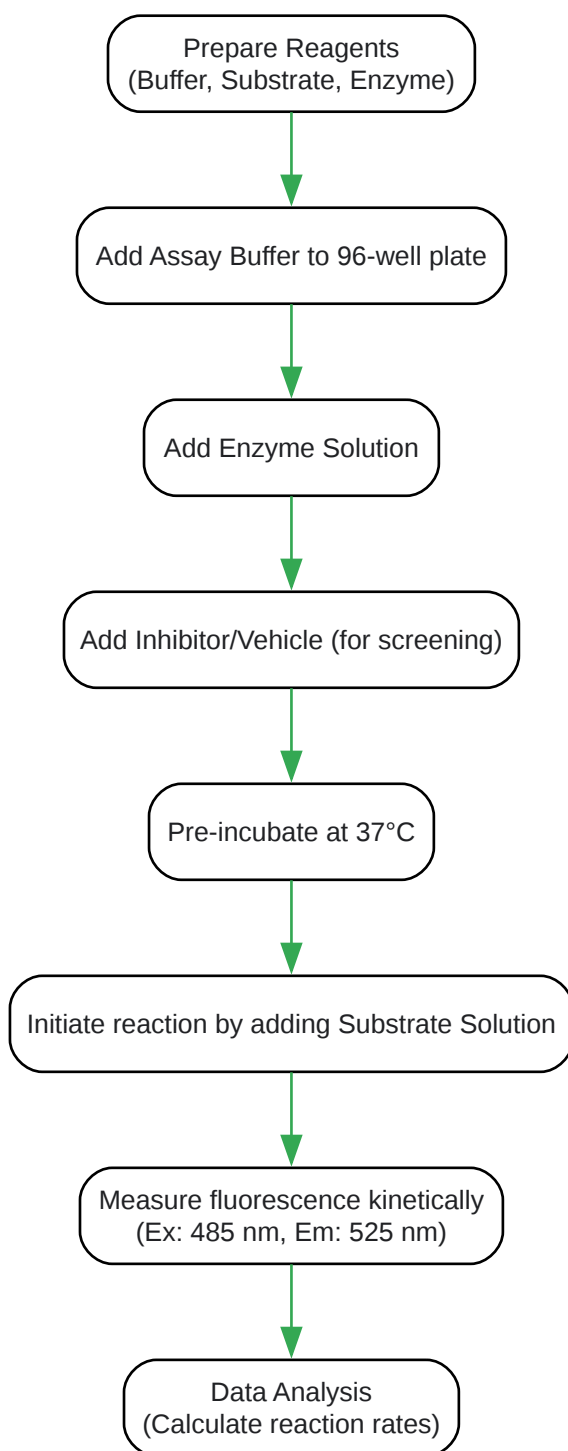 Prepare Reagents
(Buffer, Substrate, Enzyme)
Add Assay Buffer to 96-well plate
Add Enzyme Solution
Add Inhibitor/Vehicle (for screening)
Pre-incubate at 37°C
Initiate reaction by adding Substrate Solution
Measure fluorescence kinetically
(Ex: 485 nm, Em: 525 nm)
Data Analysis
(Calculate reaction rates)